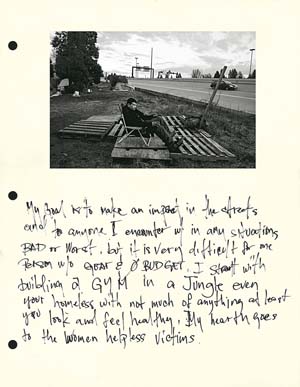 My goal is to make an impact in the streets
and to anyone I encounter w/ in any situations
BAD or Worst. but it is very difficult for one
Person w/o GOAL & 0 BUDGET. I start with
building a GYM in a Jungle even
your homeless with not much of anything at least
you look and feel healthy. My hearth goes
to the women helpless victims.